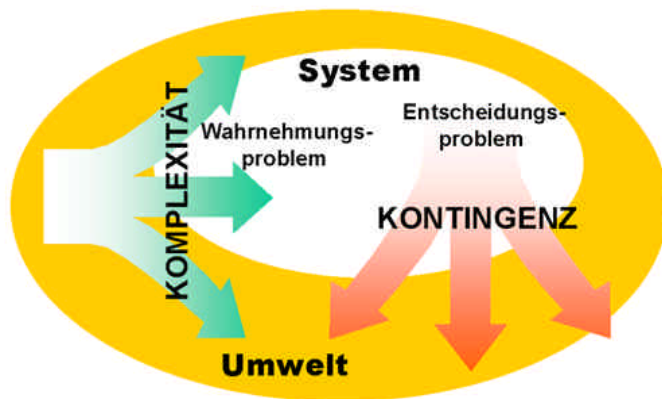 System
KOMPLEXITÄT
Wahrnehmungs-
problem
Entscheidungs-
problem
KONTINGENZ
Umwelt